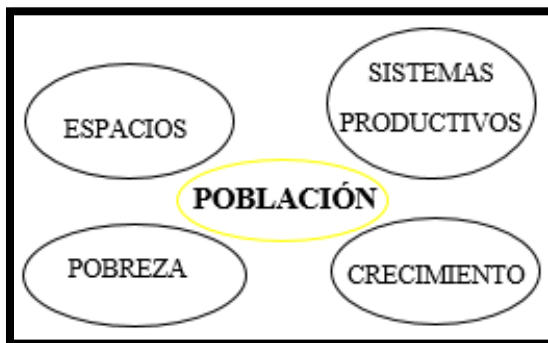 ESPACIOS
SISTEMAS
PRODUCTIVOS
POBLACIÓN
POBREZA
CRECIMIENTO